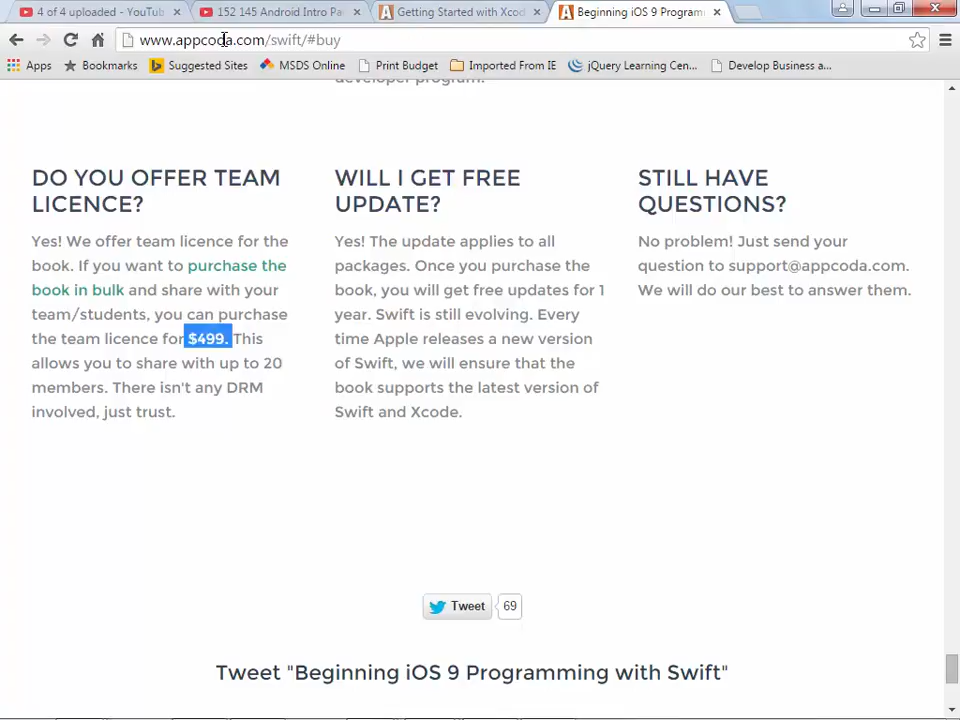 4 of 4 uploaded - YouTub
152 145 Android Intro Pa
Getting Started with Xcod
Beginning iOS 9 Program
www.appcoda.com/swift/#buy
Apps
Bookmarks
Suggested Sites
MSDS Online
Print Budget
Imported From IE
jQuery Learning Cen...
Develop Business a...
developer program.
DO YOU OFFER TEAM
LICENCE?
Yes! We offer team licence for the
book. If you want to purchase the
book in bulk and share with your
team/students, you can purchase
the team licence for $499. This
allows you to share with up to 20
members. There isn't any DRM
involved, just trust.
WILL I GET FREE
UPDATE?
Yes! The update applies to all
packages. Once you purchase the
book, you will get free updates for 1
year. Swift is still evolving. Every
time Apple releases a new version
of Swift, we will ensure that the
book supports the latest version of
Swift and Xcode.
STILL HAVE
QUESTIONS?
No problem! Just send your
question to support@appcoda.com.
We will do our best to answer them.
Tweet
69
Tweet "Beginning iOS 9 Programming with Swift"